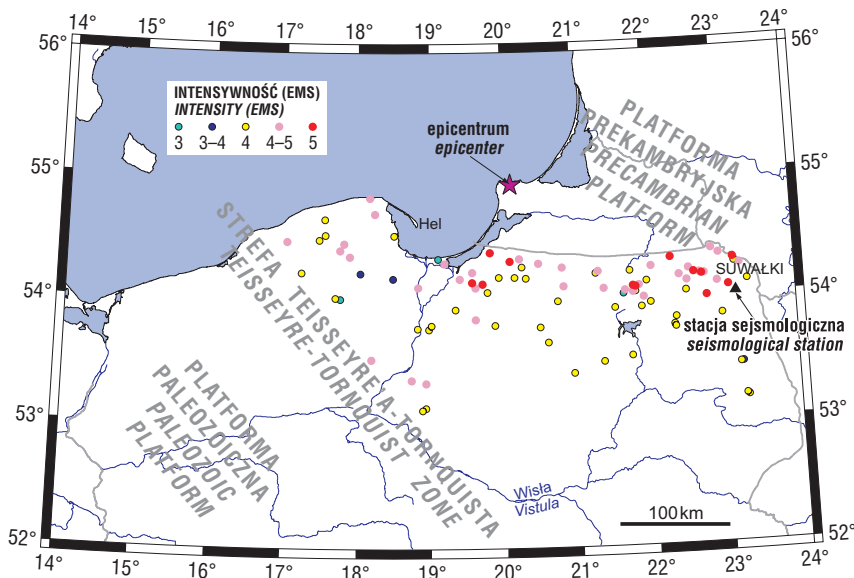 14° 15° 16° 17° 18° 19° 20° 21° 22° 23° 24°
56° 56°
INTENSYWNOŚĆ (EMS)
INTENSITY (EMS)
3 3–4 4 4–5 5
epicentrum
epicenter
PLATFORMA
PREKAMBRYJSKA
PRECAMBRIAN
PLATFORM
55° 55°
Hel
STREFA TEISSEYRE'A-TORNQUISTA
TEISSEYRE-TORNQUIST ZONE
SUWAŁKI
54° 54°
stacja sejsmologiczna
seismological station
PLATFORMA
PALEOZOICZNA
PALEOZOIC
PLATFORM
53° 53°
Wisła
Vistula
100 km
52° 52°
14° 15° 16° 17° 18° 19° 20° 21° 22° 23° 24°